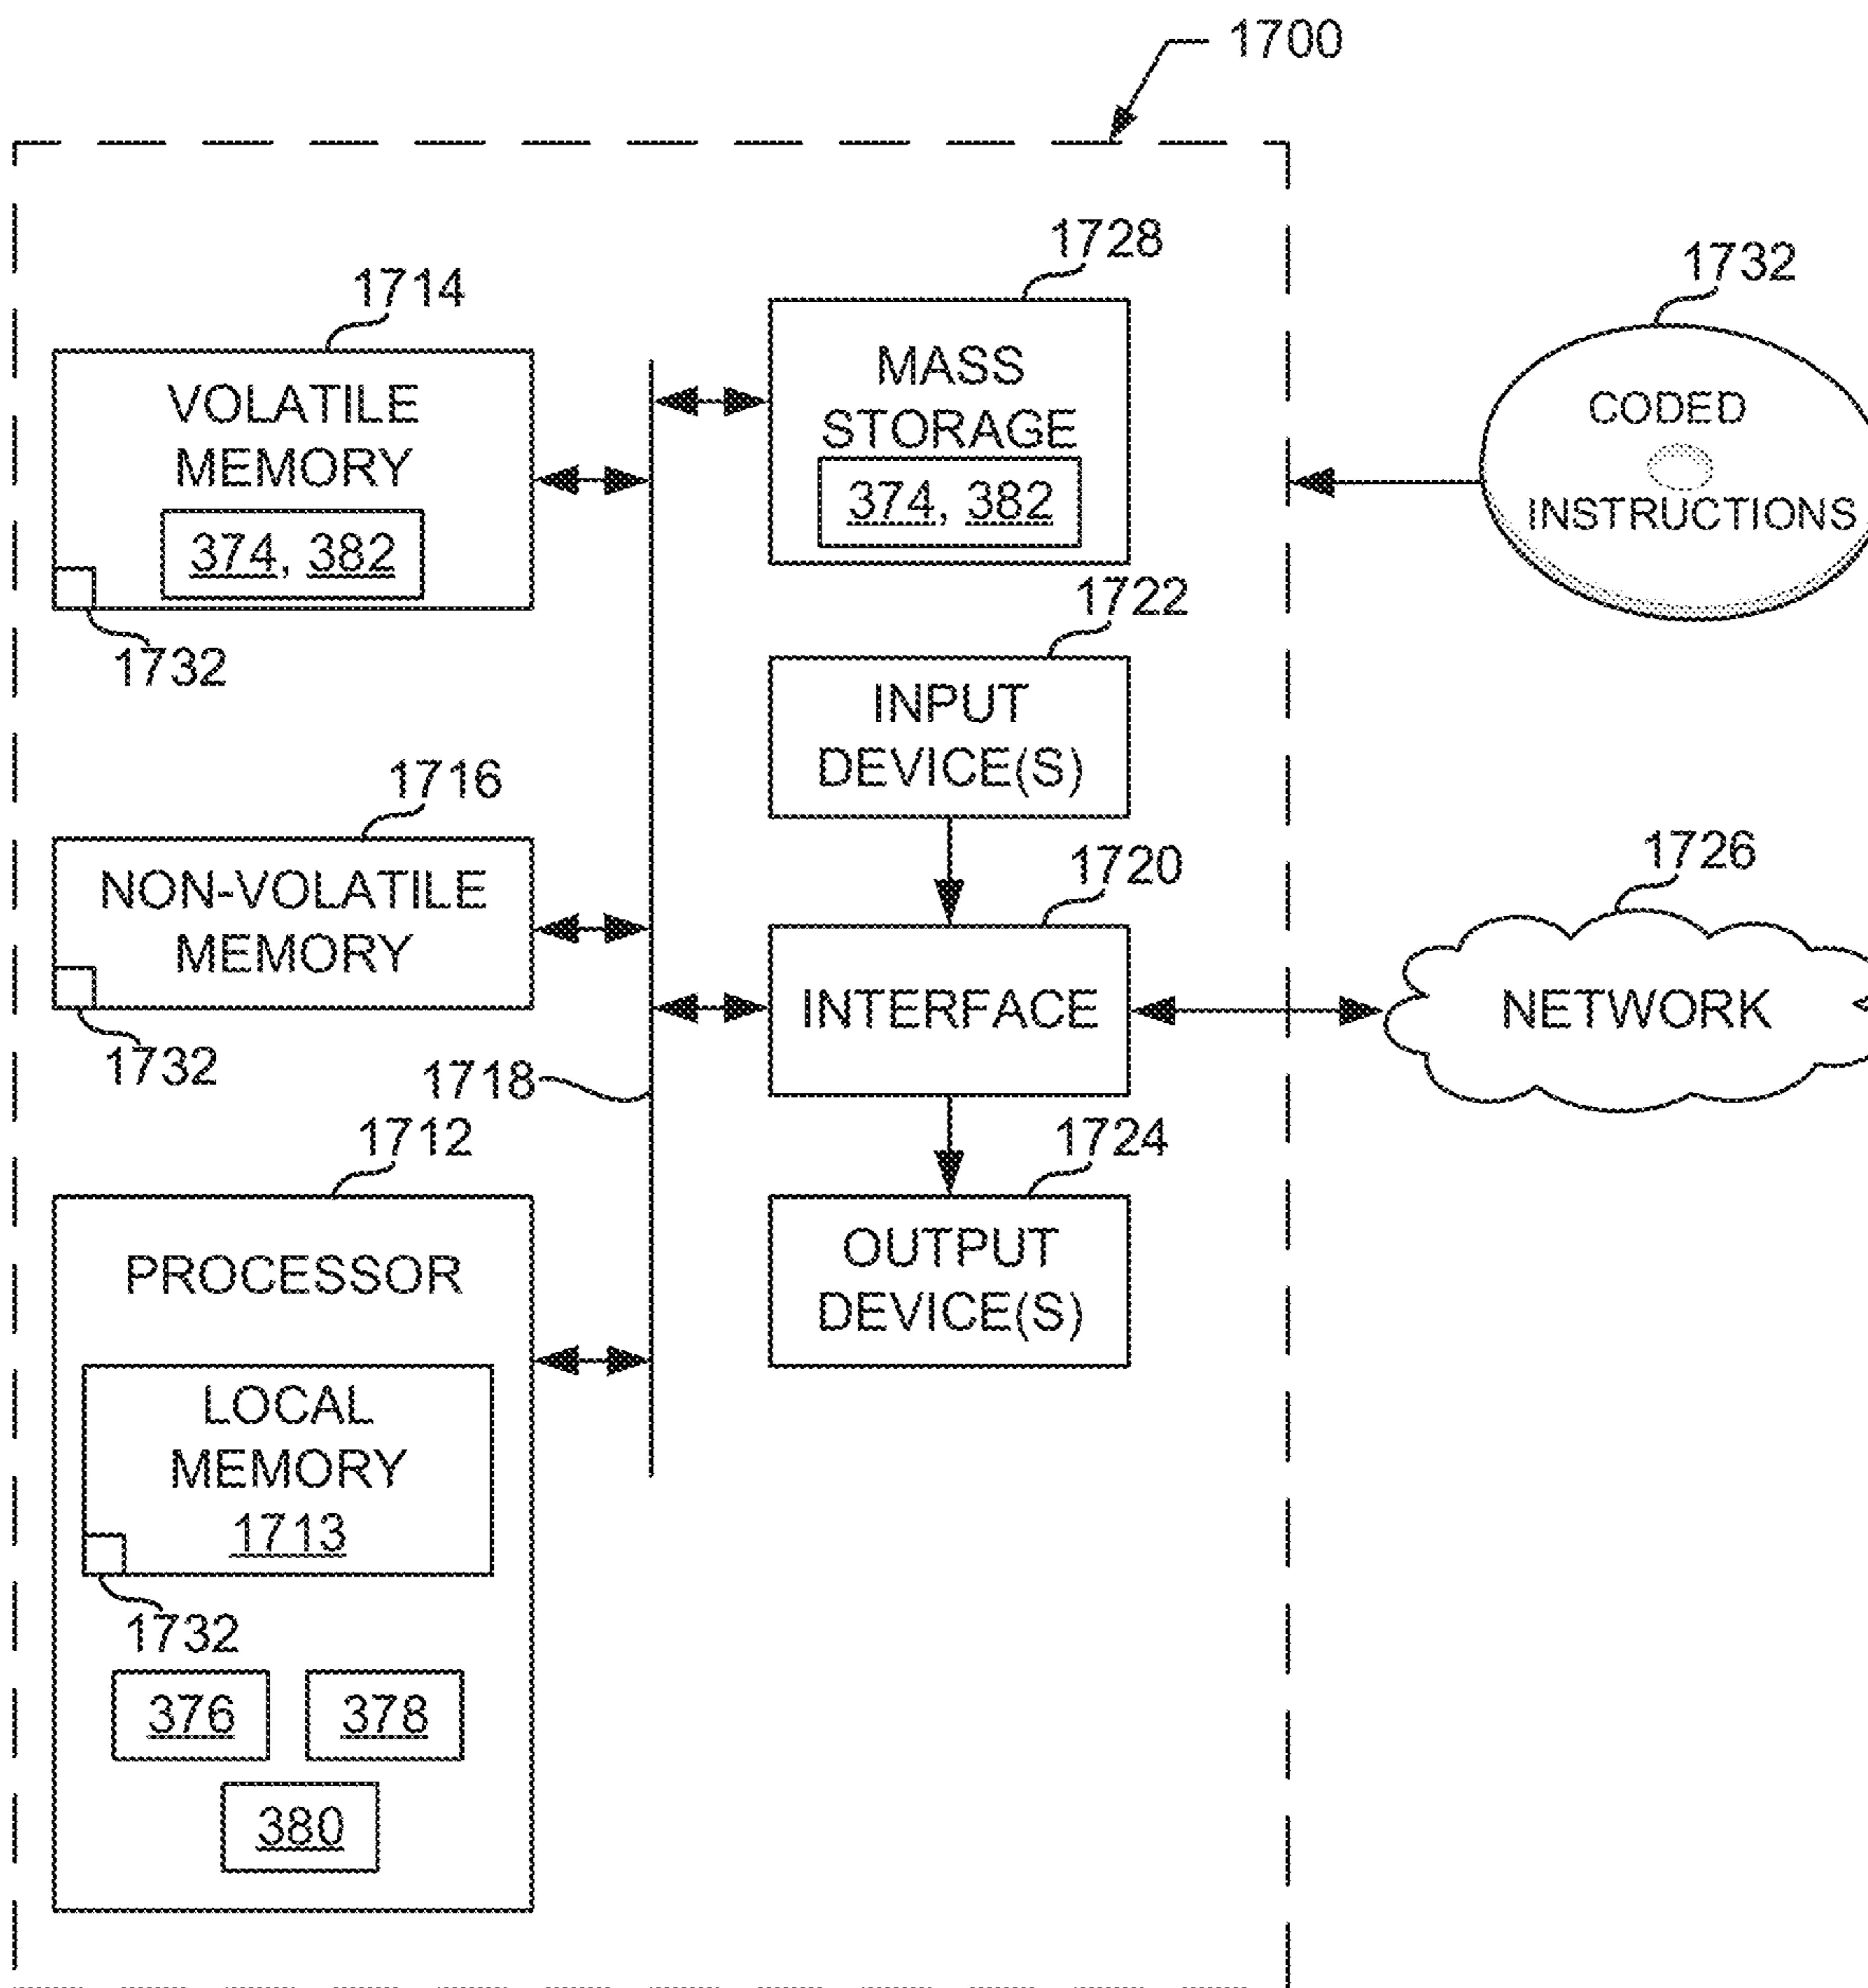 1700
1728
1714
1732
MASS
STORAGE
374, 382
VOLATILE
MEMORY
374, 382
1732
CODED
INSTRUCTIONS
1722
INPUT
DEVICE(S)
1716
NON-VOLATILE
MEMORY
1732
1720
INTERFACE
1726
NETWORK
1718
1712
1724
OUTPUT
DEVICE(S)
PROCESSOR
LOCAL
MEMORY
1713
1732
376
378
380